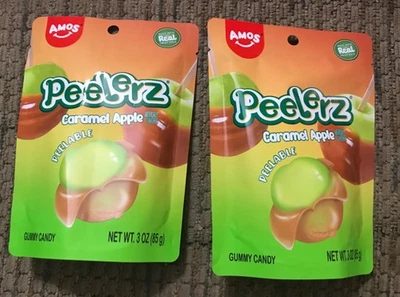 AMOS
Real
Peelerz
Caramel Apple
PEELABLE
GUMMY CANDY
NET WT. 3 OZ (85 g)
AMOS
Real
Peelerz
Caramel Apple
PEELABLE
GUMMY CANDY
NET WT. 3 OZ (85 g)